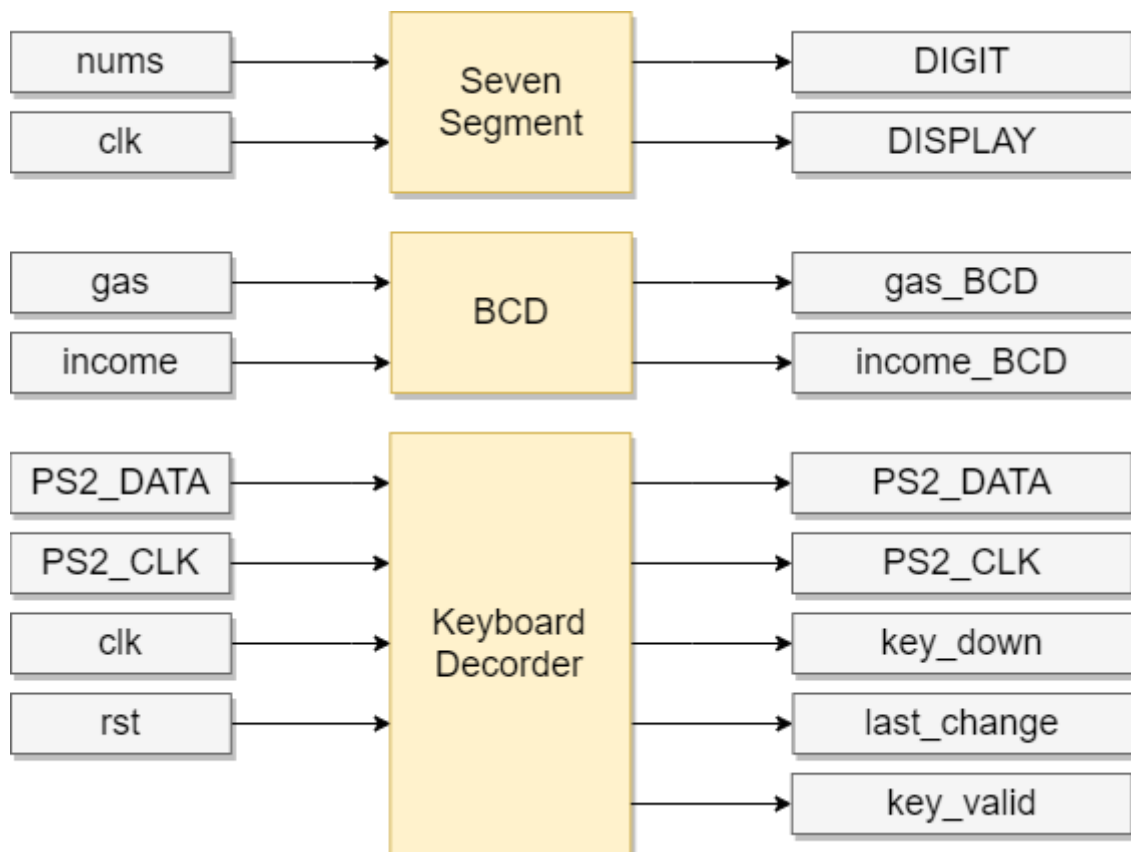 nums
Seven
Segment
DIGIT
clk
DISPLAY
gas
BCD
gas_BCD
income
income_BCD
PS2_DATA
PS2_DATA
PS2_CLK
PS2_CLK
clk
Keyboard
Decorder
key_down
rst
last_change
key_valid